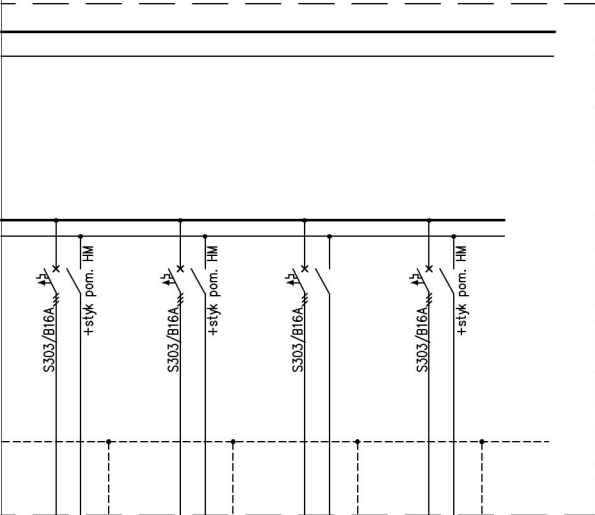 S303/B16A
+styk pom. HM
S303/B16A
+styk pom. HM
S303/B16A
S303/B16A
+styk pom. HM